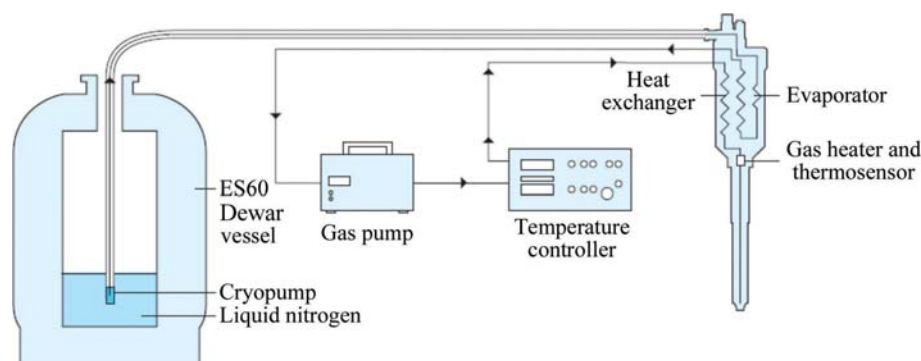 Heat
exchanger
Evaporator
Gas heater and
thermosensor
ES60
Dewar
vessel
Gas pump
Temperature
controller
Cryopump
Liquid nitrogen